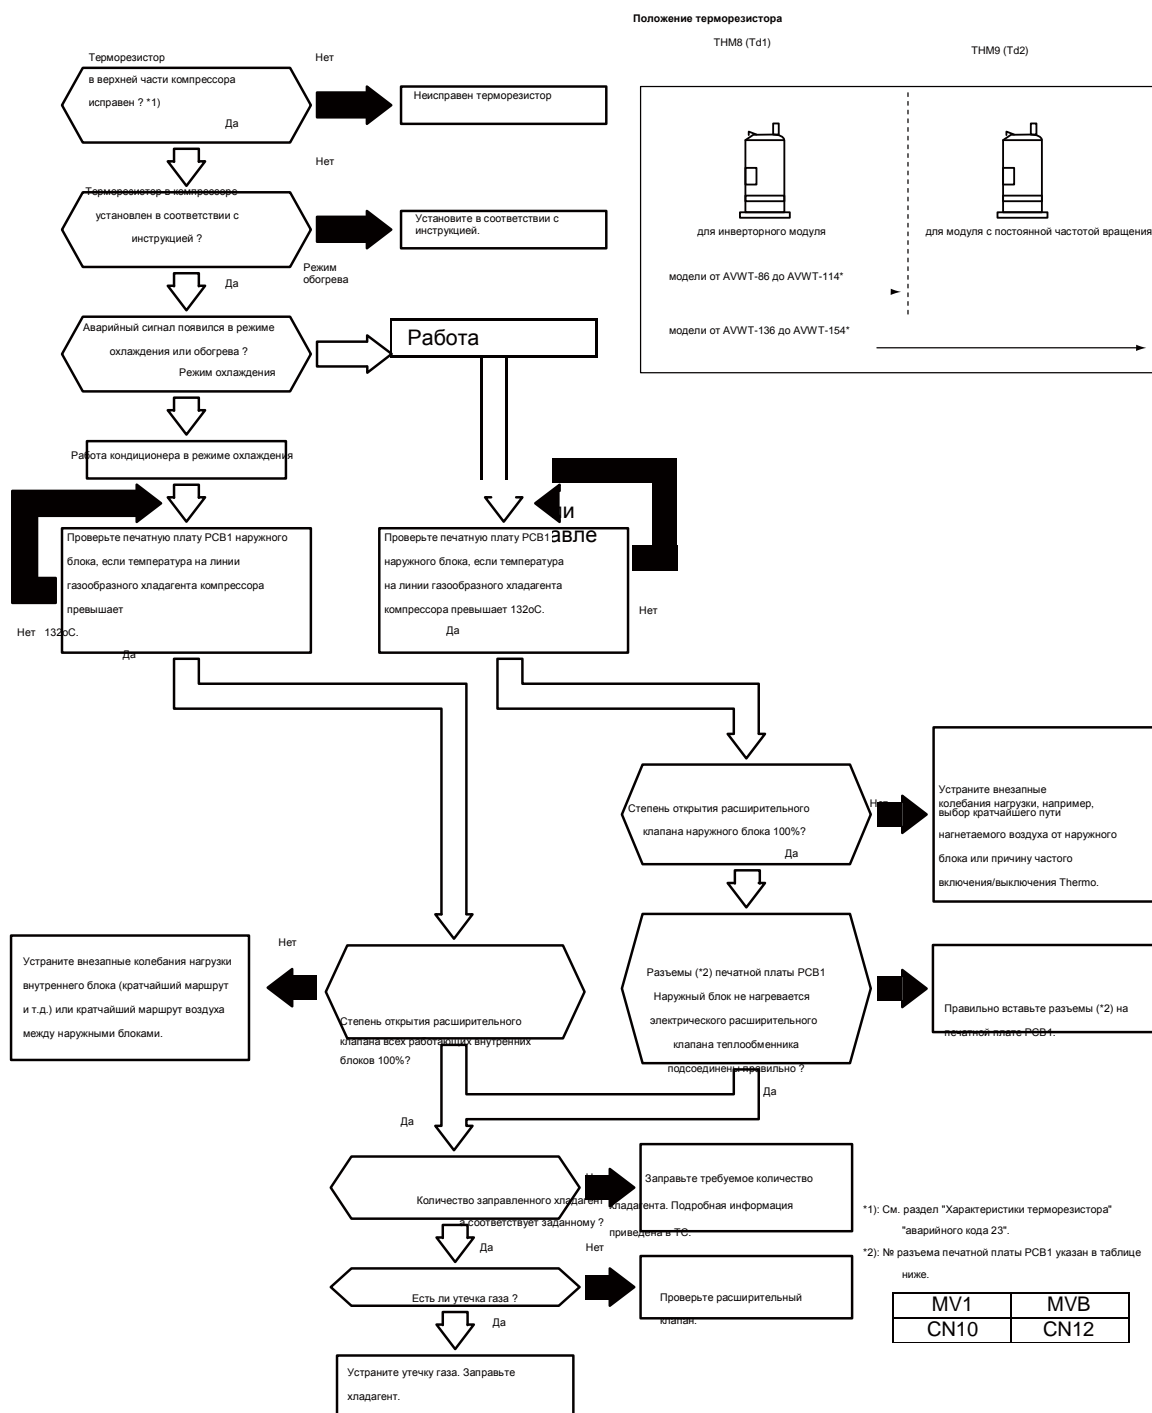 Положение терморезистора
THM8 (Td1)
THM9 (Td2)
для инверторного модуля
для модуля с постоянной частотой вращения
модели от AVWT-86 до AVWT-114*
модели от AVWT-136 до AVWT-154*
Терморезистор
в верхней части компрессора
исправен ? *1)
Да
Нет
Неисправен терморезистор
Нет
Терморезистор в компрессоре
установлен в соответствии с
инструкцией ?
Да
Установите в соответствии с
инструкцией.
Режим
обогрева
Аварийный сигнал появился в режиме
охлаждения или обогрева ?
Режим охлаждения
Работа
Работа кондиционера в режиме охлаждения
ли
авле
Проверьте печатную плату PCB1 наружного
блока, если температура на линии
газообразного хладагента компрессора
превышает
Нет 132oC.
Да
Проверьте печатную плату PCB1
наружного блока, если температура
на линии газообразного хладагента
компрессора превышает 132oC.
Да
Нет
Степень открытия расширительного
клапана наружного блока 100%?
Да
Нет
Устраните внезапные
колебания нагрузки, например,
выбор кратчайшего пути
нагнетаемого воздуха от наружного
блока или причину частого
включения/выключения Thermo.
Нет
Устраните внезапные колебания нагрузки
внутреннего блока (кратчайший маршрут
и т.д.) или кратчайший маршрут воздуха
между наружными блоками.
Степень открытия расширительного
клапана всех работающих внутренних
блоков 100%?
Да
Разъемы (*2) печатной платы PCB1
Наружный блок не нагревается
электрического расширительного
клапана теплообменника
подсоединены правильно ?
Да
Правильно вставьте разъемы (*2) на
печатной плате PCB1.
Количество заправленного хладагент
а соответствует заданному ?
Да
Заправьте требуемое количество
хладагента. Подробная информация
приведена в ТС.
Нет
Есть ли утечка газа ?
Да
Проверьте расширительный
клапан.
Устраните утечку газа. Заправьте
хладагент.
*1): См. раздел "Характеристики терморезистора"
"аварийного кода 23".
*2): № разъема печатной платы PCB1 указан в таблице
ниже.
MV1 MVB
CN10 CN12